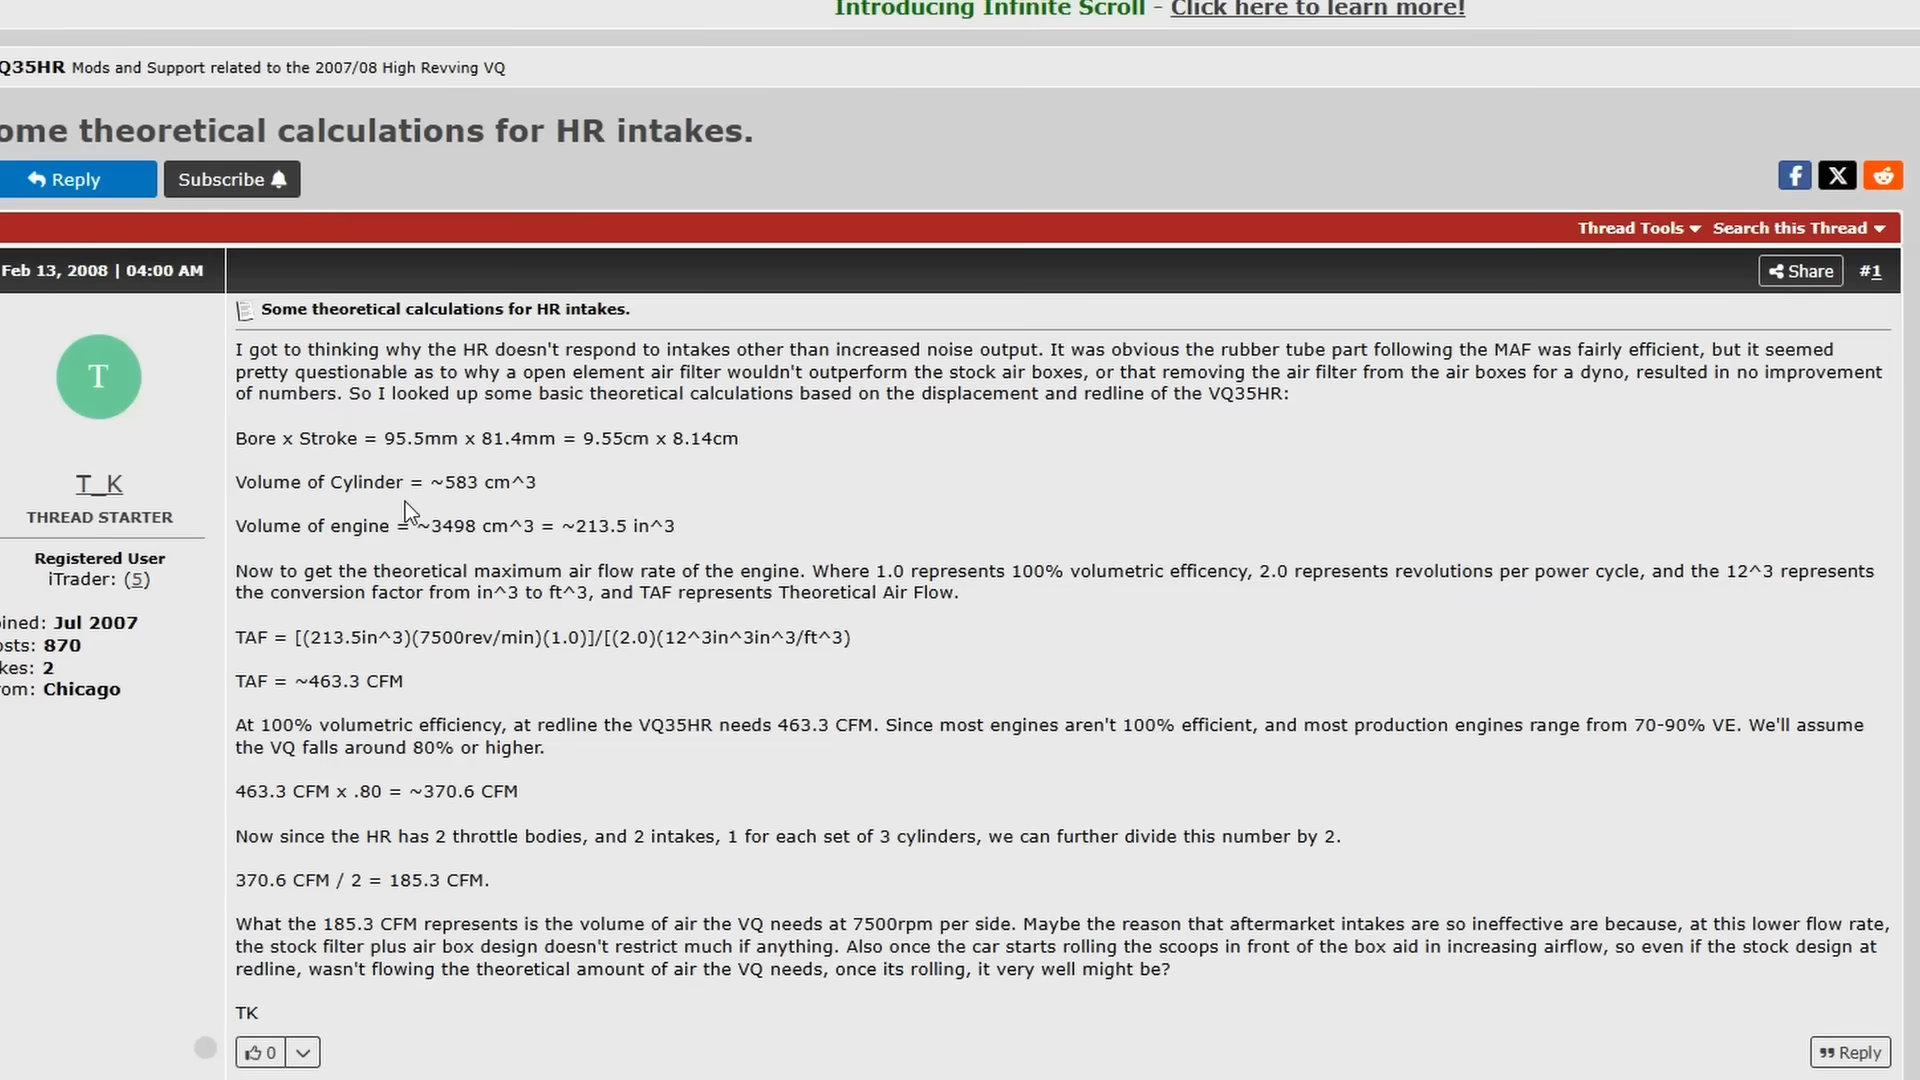 Introducing Infinite Scroll - Click here to learn more!
Q35HR Mods and Support related to the 2007/08 High Revving VQ
ome theoretical calculations for HR intakes.
Reply
Subscribe
Thread Tools
Search this Thread
Feb 13, 2008 | 04:00 AM
Share
#1
T
T_K
THREAD STARTER
Registered User
iTrader: (5)
oined: Jul 2007
osts: 870
kes: 2
rom: Chicago
Some theoretical calculations for HR intakes.
I got to thinking why the HR doesn't respond to intakes other than increased noise output. It was obvious the rubber tube part following the MAF was fairly efficient, but it seemed
pretty questionable as to why a open element air filter wouldn't outperform the stock air boxes, or that removing the air filter from the air boxes for a dyno, resulted in no improvement
of numbers. So I looked up some basic theoretical calculations based on the displacement and redline of the VQ35HR:
Bore x Stroke = 95.5mm x 81.4mm = 9.55cm x 8.14cm
Volume of Cylinder = ~583 cm^3
Volume of engine = ~3498 cm^3 = ~213.5 in^3
Now to get the theoretical maximum air flow rate of the engine. Where 1.0 represents 100% volumetric efficency, 2.0 represents revolutions per power cycle, and the 12^3 represents
the conversion factor from in^3 to ft^3, and TAF represents Theoretical Air Flow.
TAF = [(213.5in^3)(7500rev/min)(1.0)]/[(2.0)(12^3in^3in^3/ft^3)
TAF = ~463.3 CFM
At 100% volumetric efficiency, at redline the VQ35HR needs 463.3 CFM. Since most engines aren't 100% efficient, and most production engines range from 70-90% VE. We'll assume
the VQ falls around 80% or higher.
463.3 CFM x .80 = ~370.6 CFM
Now since the HR has 2 throttle bodies, and 2 intakes, 1 for each set of 3 cylinders, we can further divide this number by 2.
370.6 CFM / 2 = 185.3 CFM.
What the 185.3 CFM represents is the volume of air the VQ needs at 7500rpm per side. Maybe the reason that aftermarket intakes are so ineffective are because, at this lower flow rate,
the stock filter plus air box design doesn't restrict much if anything. Also once the car starts rolling the scoops in front of the box aid in increasing airflow, so even if the stock design at
redline, wasn't flowing the theoretical amount of air the VQ needs, once its rolling, it very well might be?
TK
0
Reply